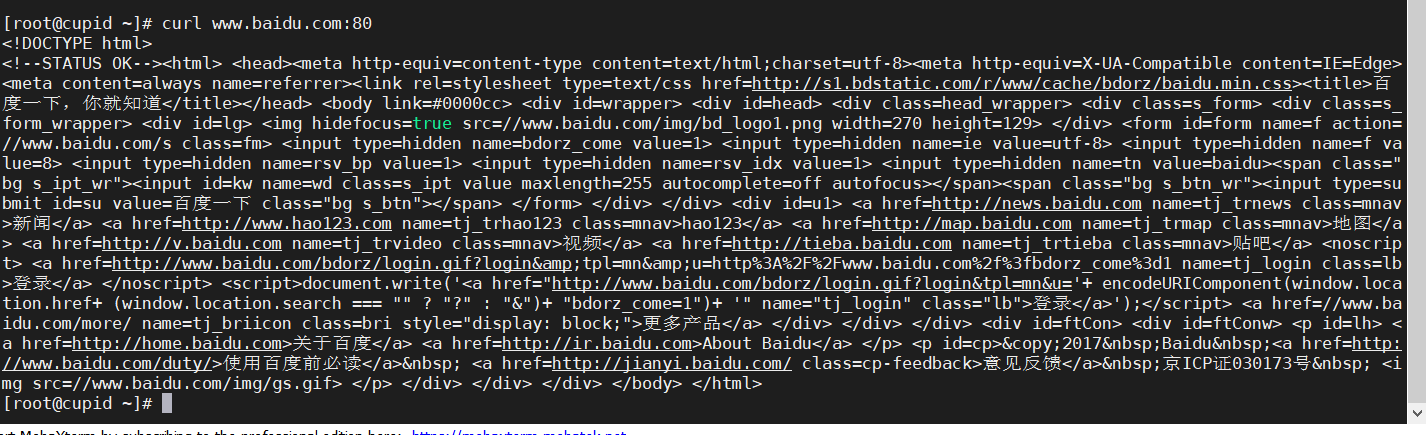 [root@cupid ~]# curl www.baidu.com:80
<!DOCTYPE html>
<!--STATUS OK--><html> <head><meta http-equiv=content-type content=text/html;charset=utf-8><meta http-equiv=X-UA-Compatible content=IE=Edge>
<meta content=always name=referrer><link rel=stylesheet type=text/css href=http://s1.bdstatic.com/r/www/cache/bdorz/baidu.min.css><title>百
度一下，你就知道</title></head> <body link=#0000cc> <div id=wrapper> <div id=head> <div class=head_wrapper> <div class=s_form> <div class=s_
form_wrapper> <div id=lg> <img hidefocus=true src=//www.baidu.com/img/bd_logo1.png width=270 height=129> </div> <form id=form name=f action=
//www.baidu.com/s class=fm> <input type=hidden name=bdorz_come value=1> <input type=hidden name=ie value=utf-8> <input type=hidden name=f va
lue=8> <input type=hidden name=rsv_bp value=1> <input type=hidden name=rsv_idx value=1> <input type=hidden name=tn value=baidu><span class="
bg s_ipt_wr"><input id=kw name=wd class=s_ipt value maxlength=255 autocomplete=off autofocus></span><span class="bg s_btn_wr"><input type=su
bmit id=su value=百度一下 class="bg s_btn"></span> </form> </div> </div> <div id=u1> <a href=http://news.baidu.com name=tj_trnews class=mnav
>新闻</a> <a href=http://www.hao123.com name=tj_trhao123 class=mnav>hao123</a> <a href=http://map.baidu.com name=tj_trmap class=mnav>地图</a
> <a href=http://v.baidu.com name=tj_trvideo class=mnav>视频</a> <a href=http://tieba.baidu.com name=tj_trtieba class=mnav>贴吧</a> <noscrip
t> <a href=http://www.baidu.com/bdorz/login.gif?login&amp;tpl=mn&amp;u=http%3A%2F%2Fwww.baidu.com%2f%3fbdorz_come%3d1 name=tj_login class=lb
>登录</a> </noscript> <script>document.write('<a href="http://www.baidu.com/bdorz/login.gif?login&tpl=mn&u='+ encodeURIComponent(window.loca
tion.href+ (window.location.search === "" ? "?" : "&")+ "bdorz_come=1")+ '" name="tj_login" class="lb">登录</a>');</script> <a href=//www.ba
idu.com/more/ name=tj_briicon class=bri style="display: block;">更多产品</a> </div> </div> </div> <div id=ftCon> <div id=ftConw> <p id=lh> <
a href=http://home.baidu.com>关于百度</a> <a href=http://ir.baidu.com>About Baidu</a> </p> <p id=cp>&copy;2017&nbsp;Baidu&nbsp;<a href=http:
//www.baidu.com/duty/>使用百度前必读</a>&nbsp; <a href=http://jianyi.baidu.com/ class=cp-feedback>意见反馈</a>&nbsp;京ICP证030173号&nbsp; <i
mg src=//www.baidu.com/img/gs.gif> </p> </div> </div> </div> </body> </html>
[root@cupid ~]#